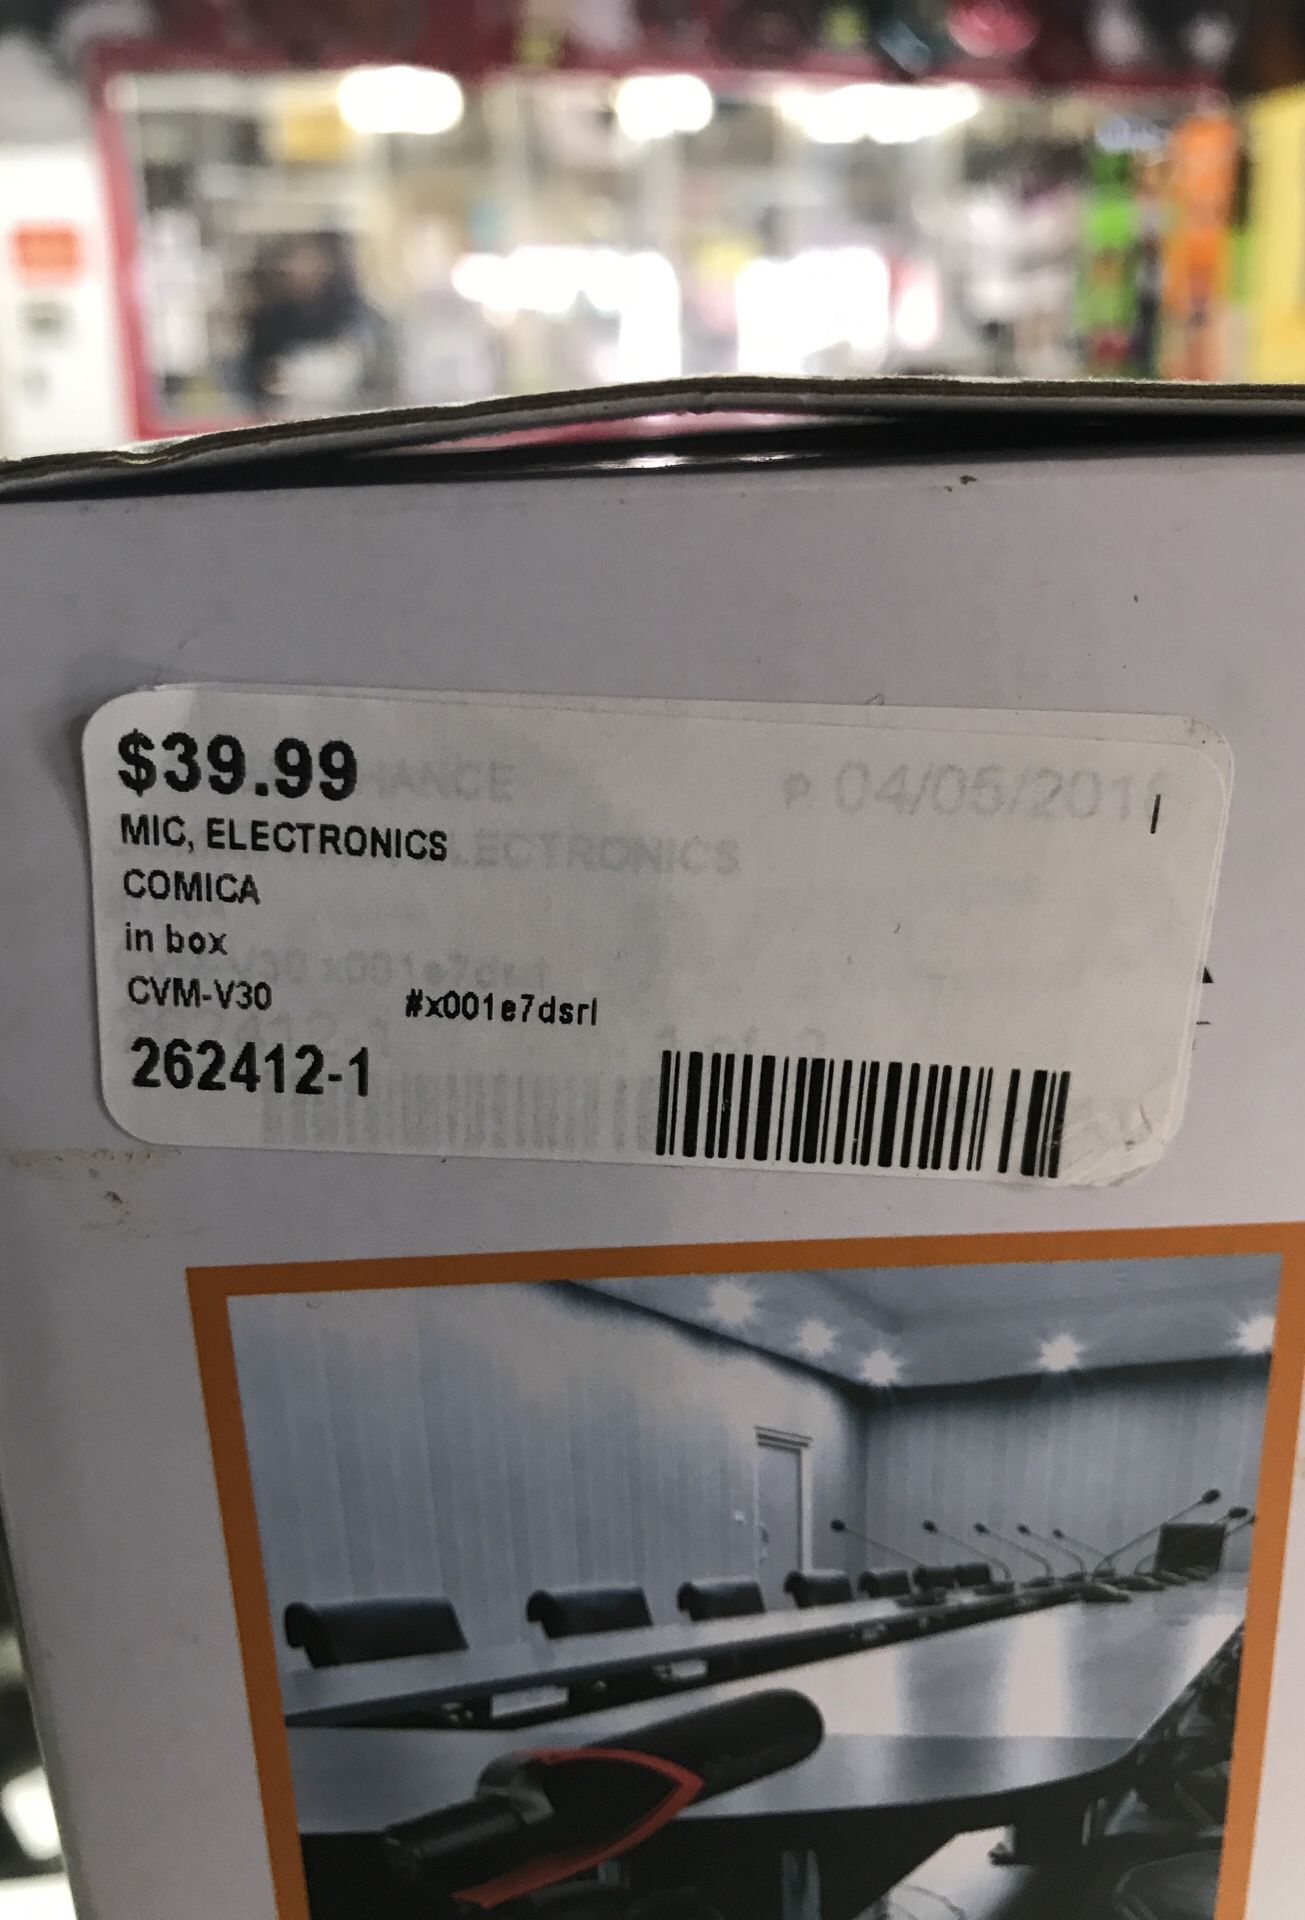 $39.99
MIC, ELECTRONICS
COMICA
in box
CVM-V30 #x001e7dsrl
262412-1